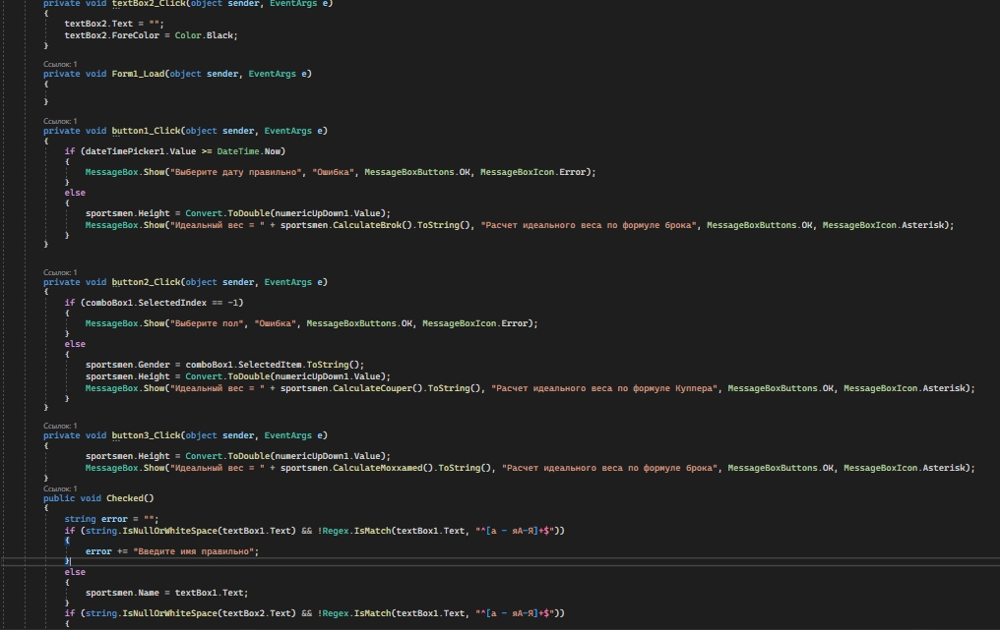 private void textBox2_Click(object sender, EventArgs e)
{
textBox2.Text = "";
textBox2.ForeColor = Color.Black;
}
Ссылок: 1
private void Form1_Load(object sender, EventArgs e)
{
}
Ссылок: 1
private void button1_Click(object sender, EventArgs e)
{
if (dateTimePicker1.Value >= DateTime.Now)
{
MessageBox.Show("Выберите дату правильно", "Ошибка", MessageBoxButtons.OK, MessageBoxIcon.Error);
}
else
{
sportsmen.Height = Convert.ToDouble(numericUpDown1.Value);
MessageBox.Show("Идеальный вес = " + sportsmen.CalculateBrok().ToString(), "Расчет идеального веса по формуле брока", MessageBoxButtons.OK, MessageBoxIcon.Asterisk);
}
}
Ссылок: 1
private void button2_Click(object sender, EventArgs e)
{
if (comboBox1.SelectedIndex == -1)
{
MessageBox.Show("Выберите пол", "Ошибка", MessageBoxButtons.OK, MessageBoxIcon.Error);
}
else
{
sportsmen.Gender = comboBox1.SelectedItem.ToString();
sportsmen.Height = Convert.ToDouble(numericUpDown1.Value);
MessageBox.Show("Идеальный вес = " + sportsmen.CalculateCouper().ToString(), "Расчет идеального веса по формуле Куппера", MessageBoxButtons.OK, MessageBoxIcon.Asterisk);
}
}
Ссылок: 1
private void button3_Click(object sender, EventArgs e)
{
sportsmen.Height = Convert.ToDouble(numericUpDown1.Value);
MessageBox.Show("Идеальный вес = " + sportsmen.CalculateMoxxamed().ToString(), "Расчет идеального веса по формуле брока", MessageBoxButtons.OK, MessageBoxIcon.Asterisk);
}
Ссылок: 1
public void Checked()
{
string error = "";
if (string.IsNullOrWhiteSpace(textBox1.Text) && !Regex.IsMatch(textBox1.Text, "^[а - яА-Я]+$"))
{
error += "Введите имя правильно";
}
else
{
sportsmen.Name = textBox1.Text;
}
if (string.IsNullOrWhiteSpace(textBox2.Text) && !Regex.IsMatch(textBox1.Text, "^[а - яА-Я]+$"))
{